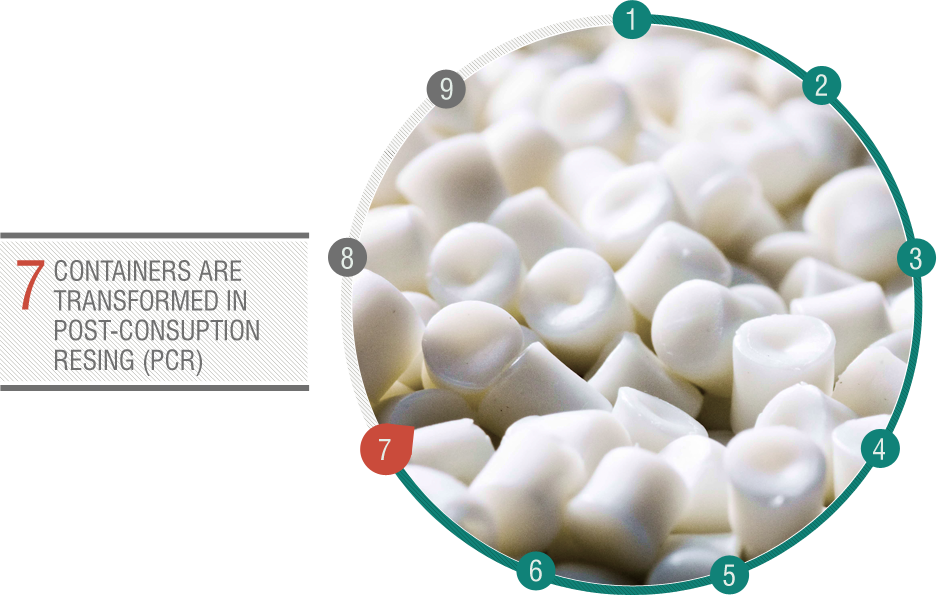 7 CONTAINERS ARE
TRANSFORMED IN
POST-CONSUPTION
RESING (PCR)
1
2
3
4
5
6
7
8
9